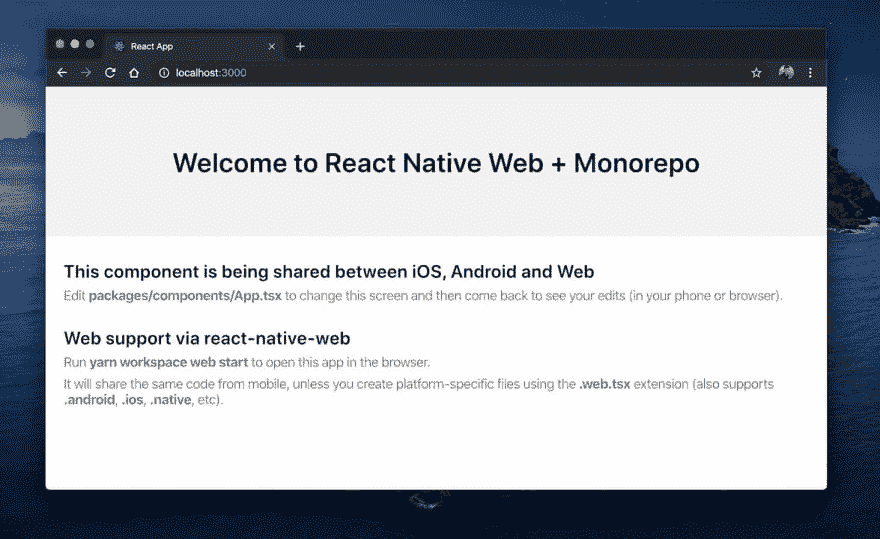 React App
localhost:3000
Welcome to React Native Web + Monorepo
This component is being shared between iOS, Android and Web
Edit packages/components/App.tsx to change this screen and then come back to see your edits (in your phone or browser).
Web support via react-native-web
Run yarn workspace web start to open this app in the browser.
It will share the same code from mobile, unless you create platform-specific files using the .web.tsx extension (also supports
.android, .ios, .native, etc).